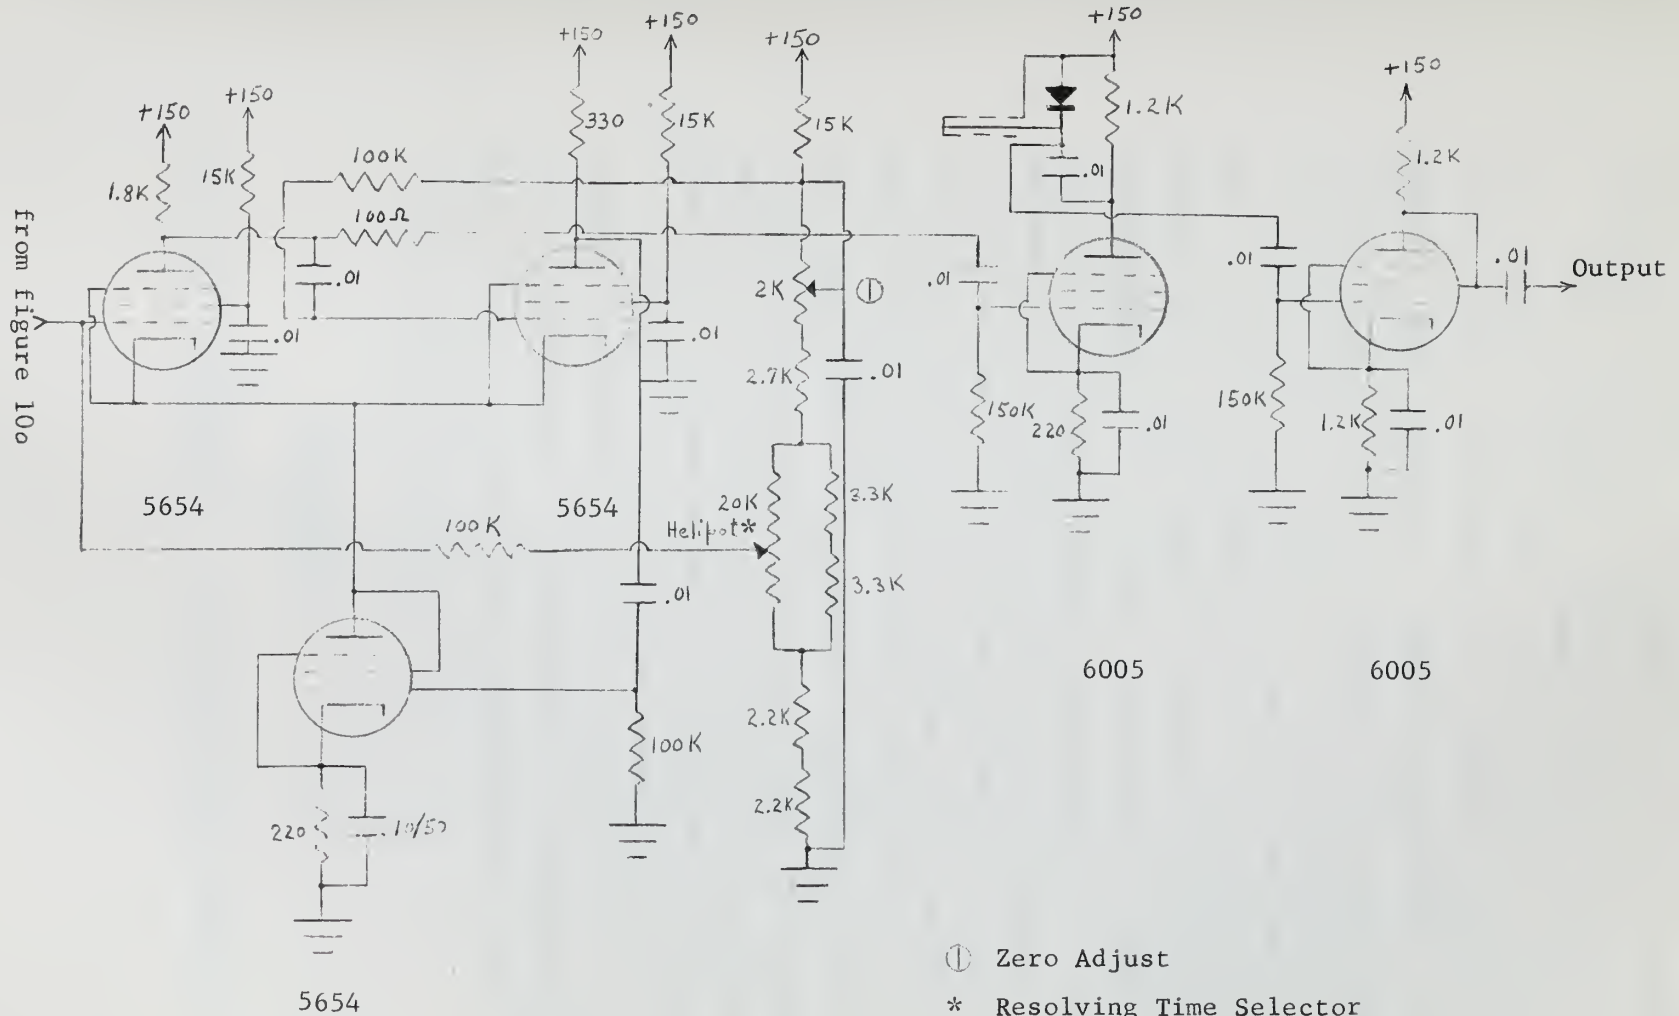 +150
+150
+150
+150
+150
+150
+150
1.8K
15K
330
15K
15K
1.2K
1.2K
100K
100Ω
.01
.01
.01
.01
from figure 10o
.01
.01
.01
Output
2K
1
2.7K
.01
150K
220
.01
150K
1.2K
.01
5654
5654
100K
20K
Helipot*
3.3K
3.3K
.01
6005
6005
2.2K
100K
2.2K
220
10/50
5654
1 Zero Adjust
* Resolving Time Selector